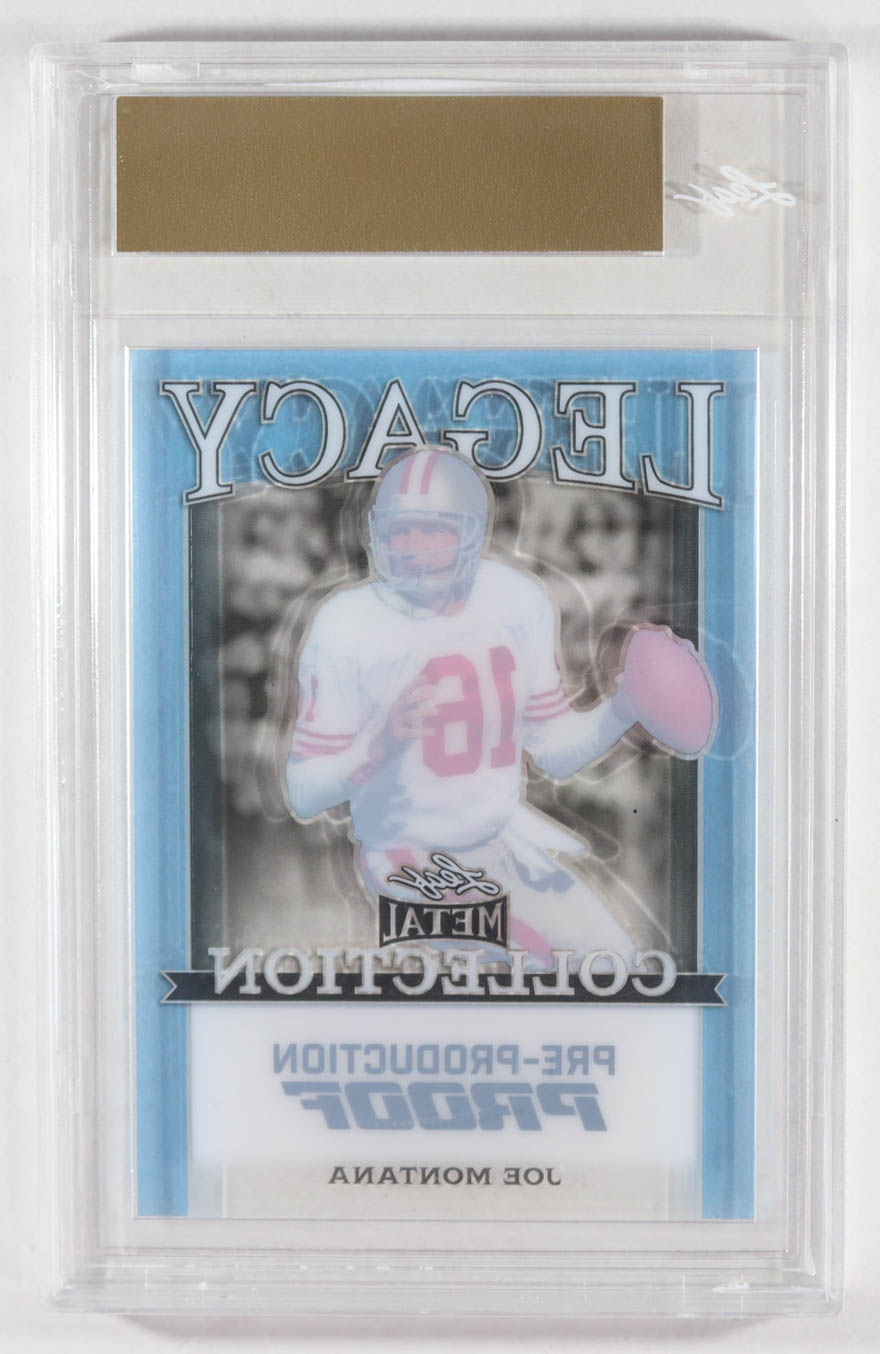 Leaf
LEGACY
16
Leaf
METAL
COLLECTION
PRE-PRODUCTION
PROOF
JOE MONTANA